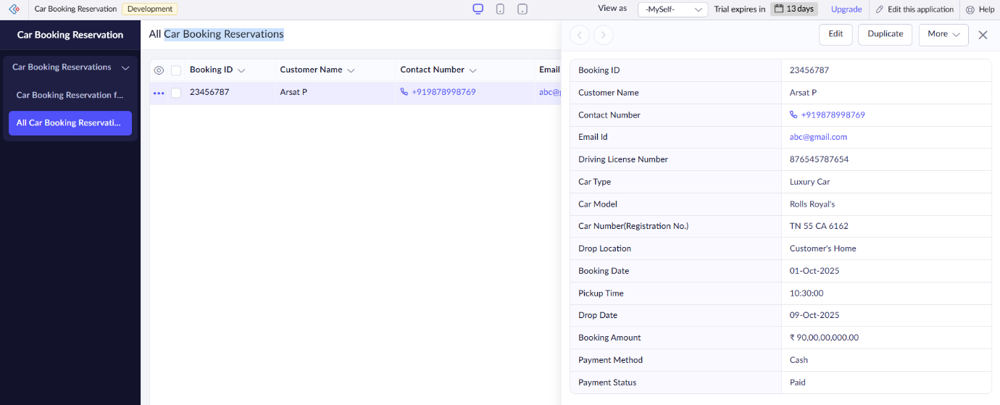 Car Booking Reservation Development View as -MySelf- Trial expires in 13 days Upgrade Edit this application Help
Car Booking Reservation
Car Booking Reservations
Car Booking Reservation f...
All Car Booking Reservati...
All Car Booking Reservations
Booking ID Customer Name Contact Number Email
23456787 Arsat P +919878998769 abc@g
Edit Duplicate More
Booking ID 23456787
Customer Name Arsat P
Contact Number +919878998769
Email Id abc@gmail.com
Driving License Number 876545787654
Car Type Luxury Car
Car Model Rolls Royal's
Car Number(Registration No.) TN 55 CA 6162
Drop Location Customer's Home
Booking Date 01-Oct-2025
Pickup Time 10:30:00
Drop Date 09-Oct-2025
Booking Amount ₹ 90,00,00,000.00
Payment Method Cash
Payment Status Paid